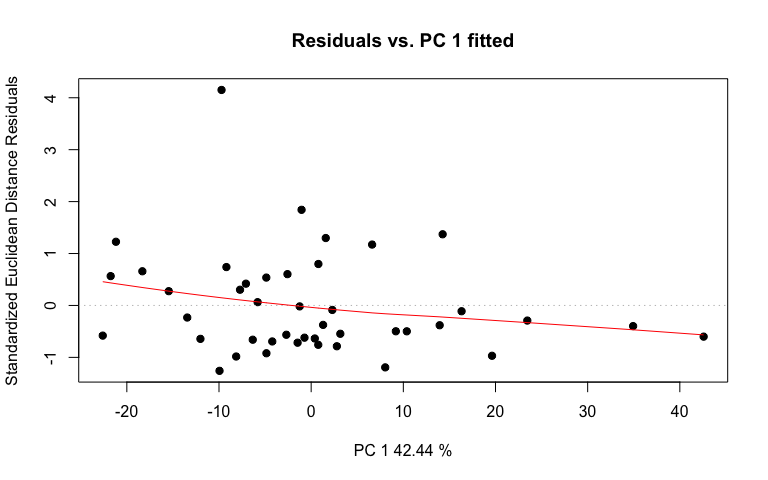 Residuals vs. PC 1 fitted
Standardized Euclidean Distance Residuals
4
3
2
1
0
-1
-20 -10 0 10 20 30 40
PC 1 42.44 %